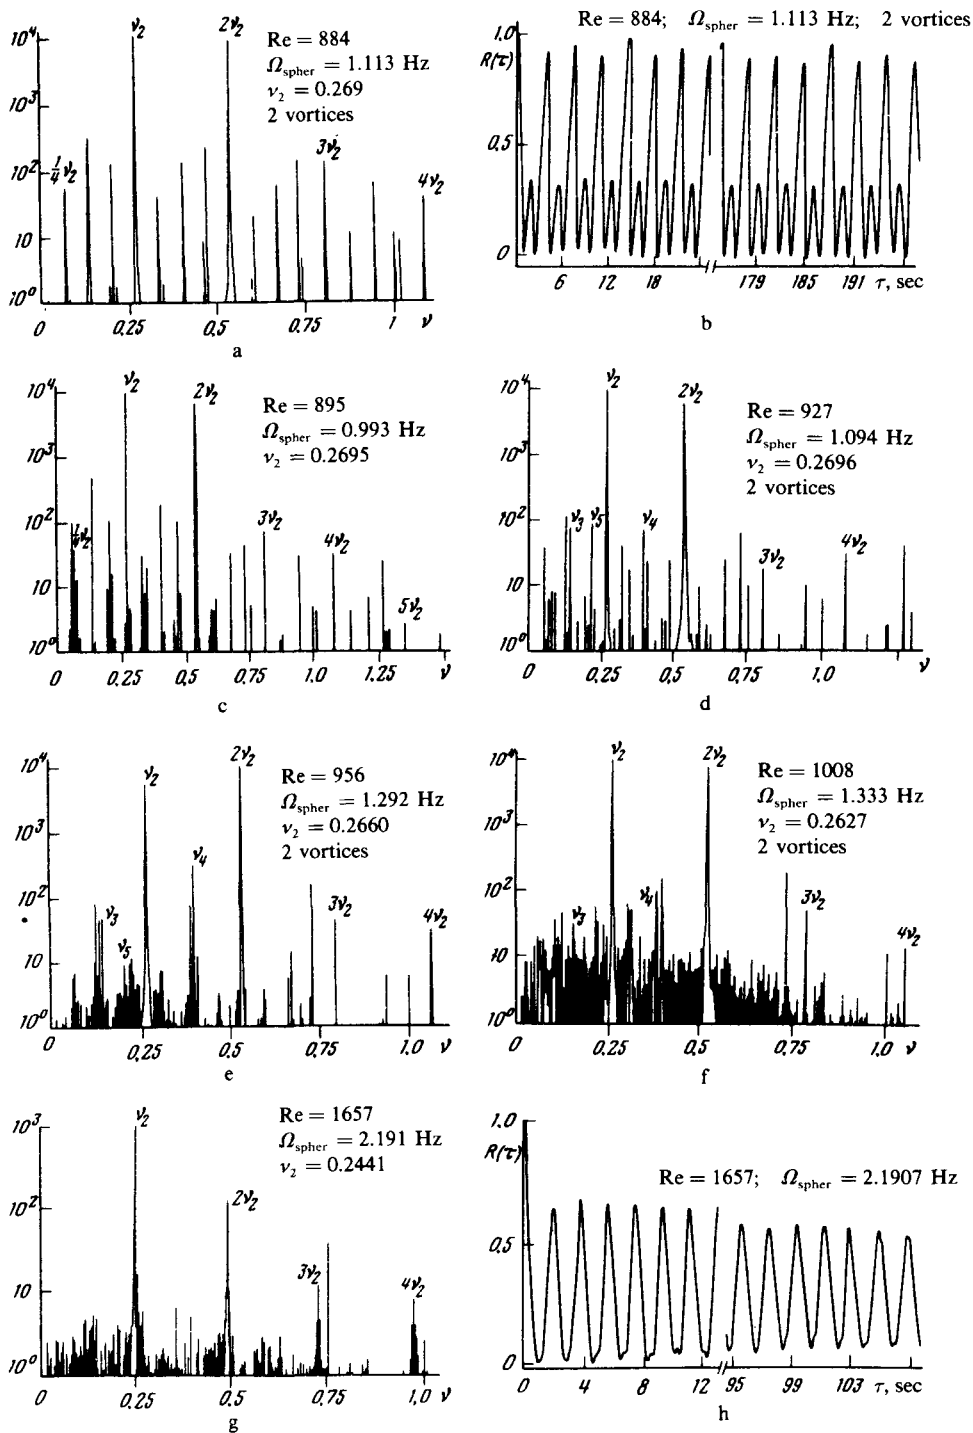 10⁴
10³
10²
10
10⁰
ν₂
2ν₂
Re = 884
Ωspher = 1.113 Hz
ν₂ = 0.269
2 vortices
¼ν₂
3ν₂
4ν₂
0 0.25 0.5 0.75 1 ν
a
Re = 884; Ωspher = 1.113 Hz; 2 vortices
1.0
R(τ)
0.5
0
6 12 18 179 185 191 τ, sec
b
10⁴
10³
10²
10
10⁰
ν₂
2ν₂
Re = 895
Ωspher = 0.993 Hz
ν₂ = 0.2695
¼ν₂
3ν₂
4ν₂
5ν₂
0 0.25 0.5 0.75 1.0 1.25 ν
c
10⁴
10³
10²
10
10⁰
ν₂
2ν₂
Re = 927
Ωspher = 1.094 Hz
ν₂ = 0.2696
2 vortices
ν₃ ν₅ ν₄
3ν₂
4ν₂
0 0.25 0.5 0.75 1.0 ν
d
10⁴
10³
10²
10
10⁰
ν₂
2ν₂
Re = 956
Ωspher = 1.292 Hz
ν₂ = 0.2660
2 vortices
ν₄
ν₃
ν₅
3ν₂
4ν₂
0 0.25 0.5 0.75 1.0 ν
e
10⁴
10³
10²
10
10⁰
ν₂
2ν₂
Re = 1008
Ωspher = 1.333 Hz
ν₂ = 0.2627
2 vortices
ν₃
ν₄
3ν₂
4ν₂
0 0.25 0.5 0.75 1.0 ν
f
10³
10²
10
10⁰
ν₂
Re = 1657
Ωspher = 2.191 Hz
ν₂ = 0.2441
2ν₂
3ν₂
4ν₂
0 0.25 0.5 0.75 1.0 ν
g
1.0
R(τ)
Re = 1657; Ωspher = 2.1907 Hz
0.5
0
0 4 8 12 95 99 103 τ, sec
h